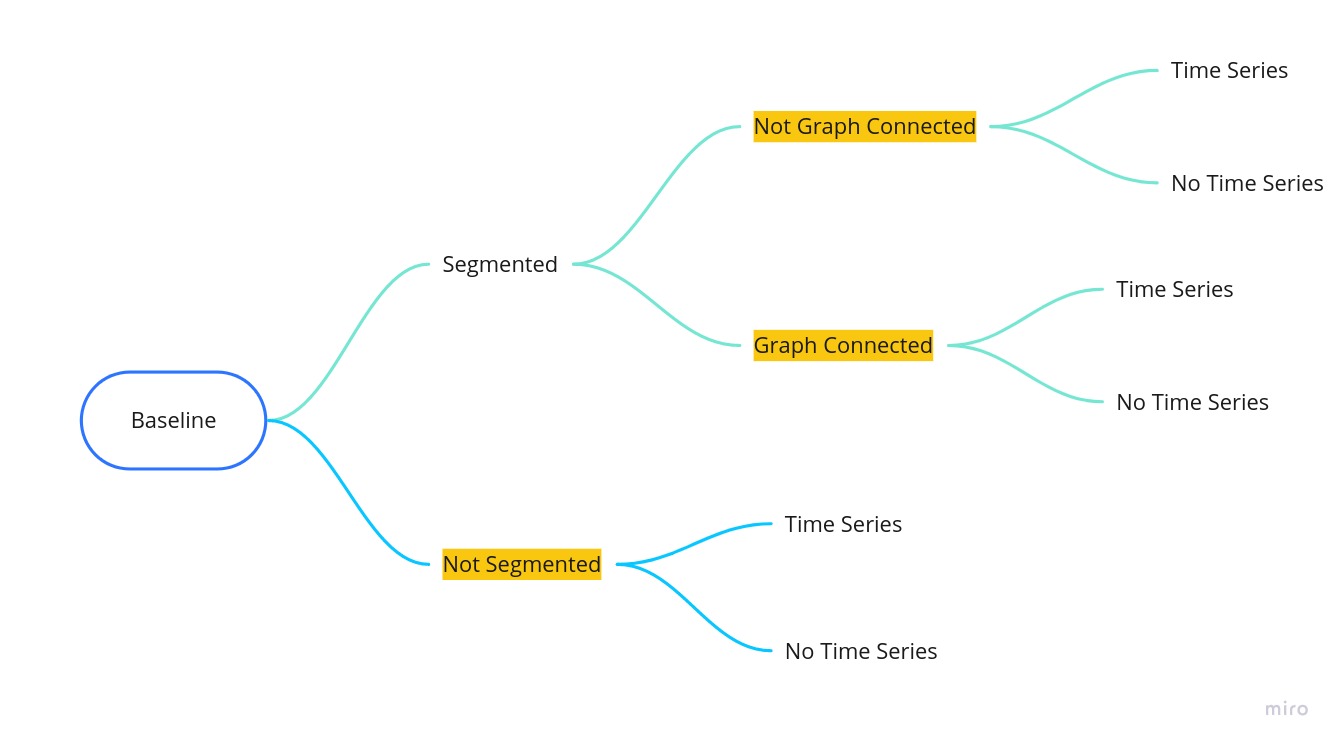 Time Series
Not Graph Connected
No Time Series
Segmented
Time Series
Graph Connected
No Time Series
Baseline
Time Series
Not Segmented
No Time Series
miro